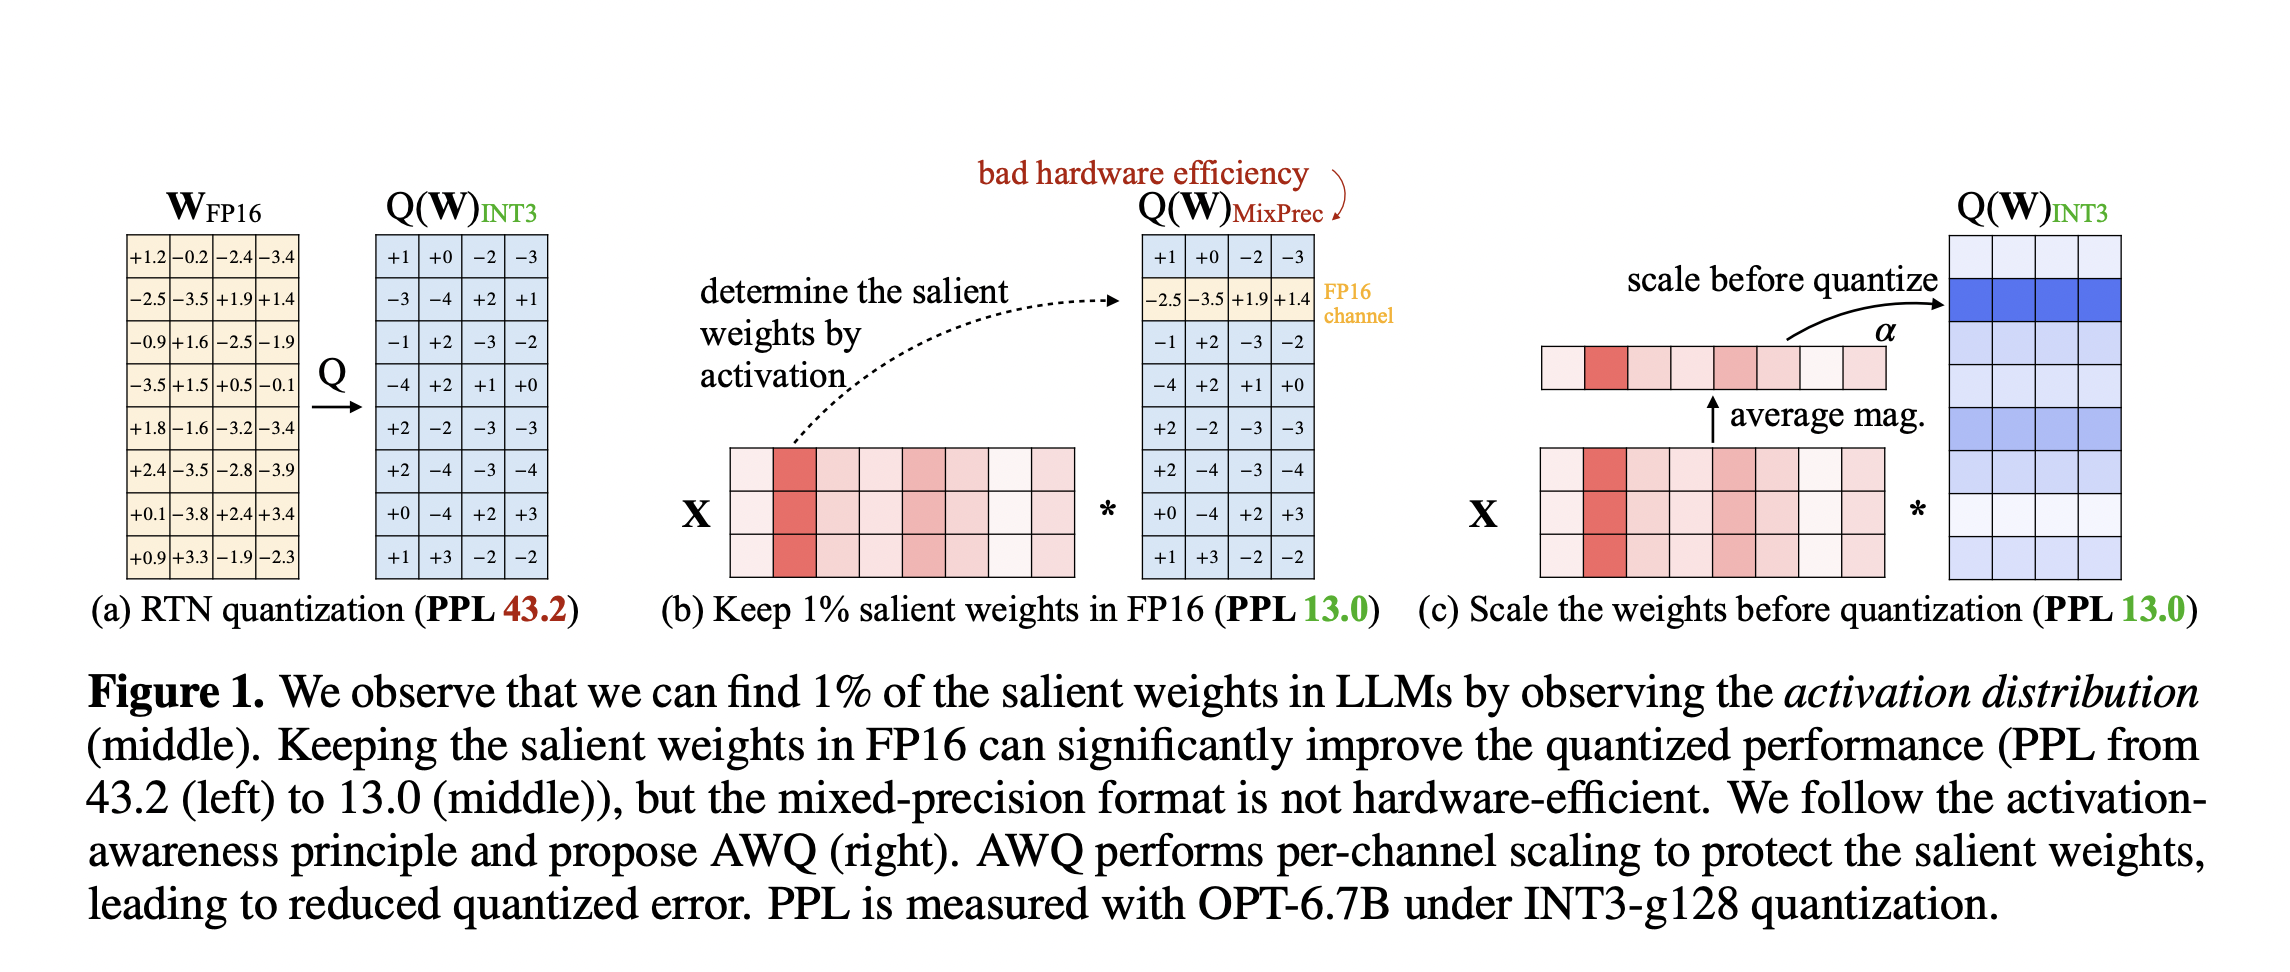 bad hardware efficiency
W_FP16
Q(W)_INT3
Q(W)_MixPrec
Q(W)_INT3
+1.2 −0.2 −2.4 −3.4
−2.5 −3.5 +1.9 +1.4
−0.9 +1.6 −2.5 −1.9
−3.5 +1.5 +0.5 −0.1
+1.8 −1.6 −3.2 −3.4
+2.4 −3.5 −2.8 −3.9
+0.1 −3.8 +2.4 +3.4
+0.9 +3.3 −1.9 −2.3
Q
+1 +0 −2 −3
−3 −4 +2 +1
−1 +2 −3 −2
−4 +2 +1 +0
+2 −2 −3 −3
+2 −4 −3 −4
+0 −4 +2 +3
+1 +3 −2 −2
(a) RTN quantization (PPL 43.2)
determine the salient
weights by
activation
X
*
+1 +0 −2 −3
−2.5 −3.5 +1.9 +1.4
−1 +2 −3 −2
−4 +2 +1 +0
+2 −2 −3 −3
+2 −4 −3 −4
+0 −4 +2 +3
+1 +3 −2 −2
FP16
channel
(b) Keep 1% salient weights in FP16 (PPL 13.0)
scale before quantize
α
average mag.
X
*
(c) Scale the weights before quantization (PPL 13.0)
Figure 1. We observe that we can find 1% of the salient weights in LLMs by observing the activation distribution
(middle). Keeping the salient weights in FP16 can significantly improve the quantized performance (PPL from
43.2 (left) to 13.0 (middle)), but the mixed-precision format is not hardware-efficient. We follow the activation-
awareness principle and propose AWQ (right). AWQ performs per-channel scaling to protect the salient weights,
leading to reduced quantized error. PPL is measured with OPT-6.7B under INT3-g128 quantization.